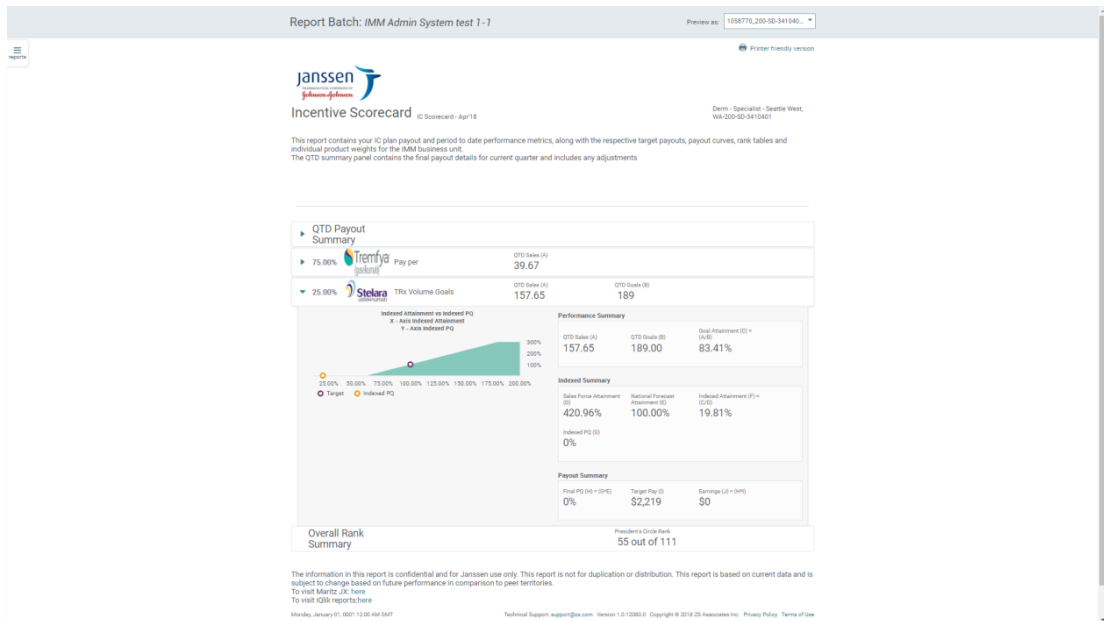 Report Batch: IMM Admin System test 1-1
Preview as: 1058770_200-SD-341040..
reports
Printer friendly version
janssen
PHARMACEUTICAL COMPANIES OF
Johnson & Johnson
Incentive Scorecard IC Scorecard - Apr'18
Derm - Specialist - Seattle West,
WA-200-SD-3410401
This report contains your IC plan payout and period to date performance metrics, along with the respective target payouts, payout curves, rank tables and
individual product weights for the IMM business unit.
The QTD summary panel contains the final payout details for current quarter and includes any adjustments
QTD Payout
Summary
75.00% Tremfya (guselkumab) Pay per
QTD Sales (A)
39.67
25.00% Stelara (ustekinumab) TRx Volume Goals
QTD Sales (A) QTD Goals (B)
157.65 189
Indexed Attainment vs Indexed PQ
X - Axis Indexed Attainment
Y - Axis Indexed PQ
300%
200%
100%
25.00% 50.00% 75.00% 100.00% 125.00% 150.00% 175.00% 200.00%
Target Indexed PQ
Performance Summary
QTD Sales (A) QTD Goals (B) Goal Attainment (C) =
(A/B)
157.65 189.00 83.41%
Indexed Summary
Sales Force Attainment National Forecast Indexed Attainment (F) =
(D) Attainment (E) (C/D)
420.96% 100.00% 19.81%
Indexed PQ (G)
0%
Payout Summary
Final PQ (H) = (G*E) Target Pay (I) Earnings (J) = (H*I)
0% $2,219 $0
Overall Rank
Summary
President's Circle Rank
55 out of 111
The information in this report is confidential and for Janssen use only. This report is not for duplication or distribution. This report is based on current data and is
subject to change based on future performance in comparison to peer territories.
To visit Maritz JX: here
To visit iQlik reports:here
Monday, January 01, 0001 12:00 AM GMT
Technical Support: support@zs.com Version 1.0.12080.0 Copyright © 2018 ZS Associates Inc. Privacy Policy Terms of Use